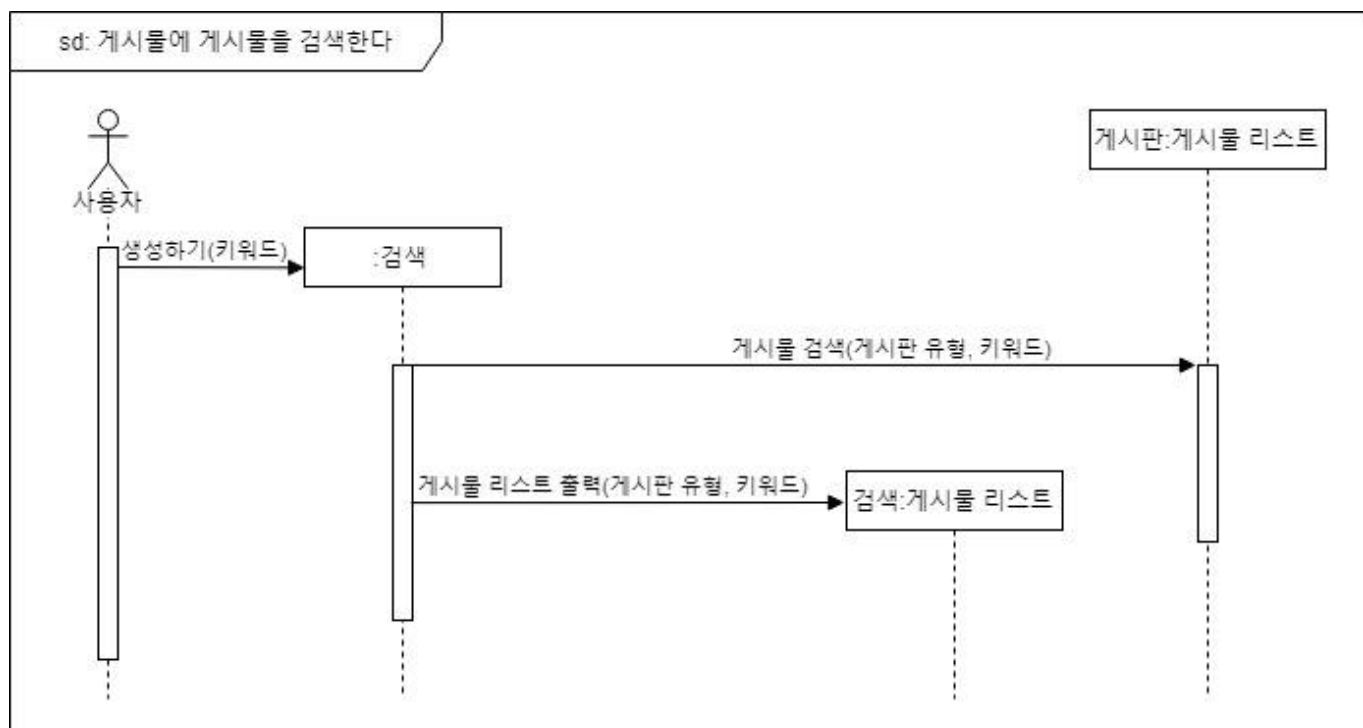 sd: 게시물에 게시물을 검색한다
게시판:게시물 리스트
사용자
생성하기(키워드)
:검색
게시물 검색(게시판 유형, 키워드)
게시물 리스트 출력(게시판 유형, 키워드)
검색:게시물 리스트